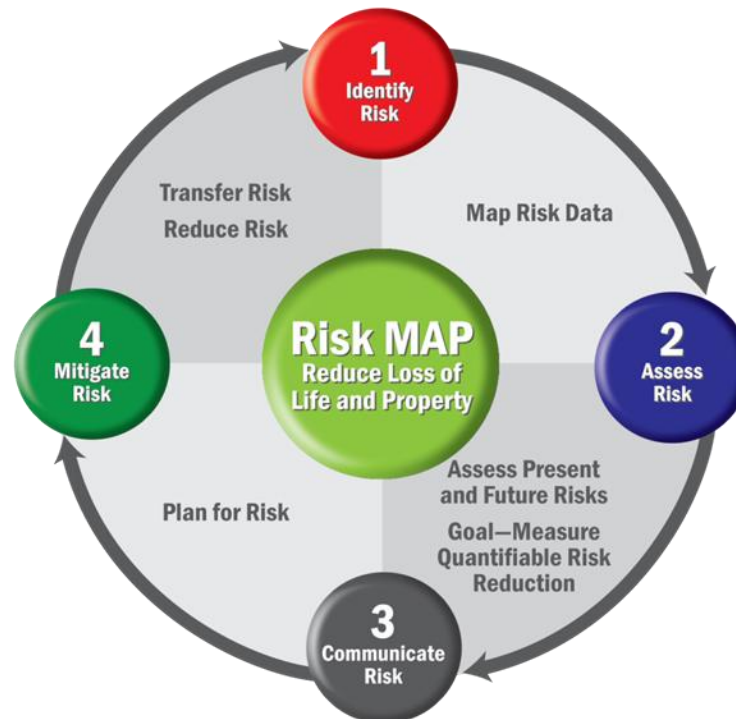 1
Identify
Risk
Transfer Risk
Reduce Risk
Map Risk Data
4
Mitigate
Risk
Risk MAP
Reduce Loss of
Life and Property
2
Assess
Risk
Plan for Risk
Assess Present
and Future Risks
Goal—Measure
Quantifiable Risk
Reduction
3
Communicate
Risk